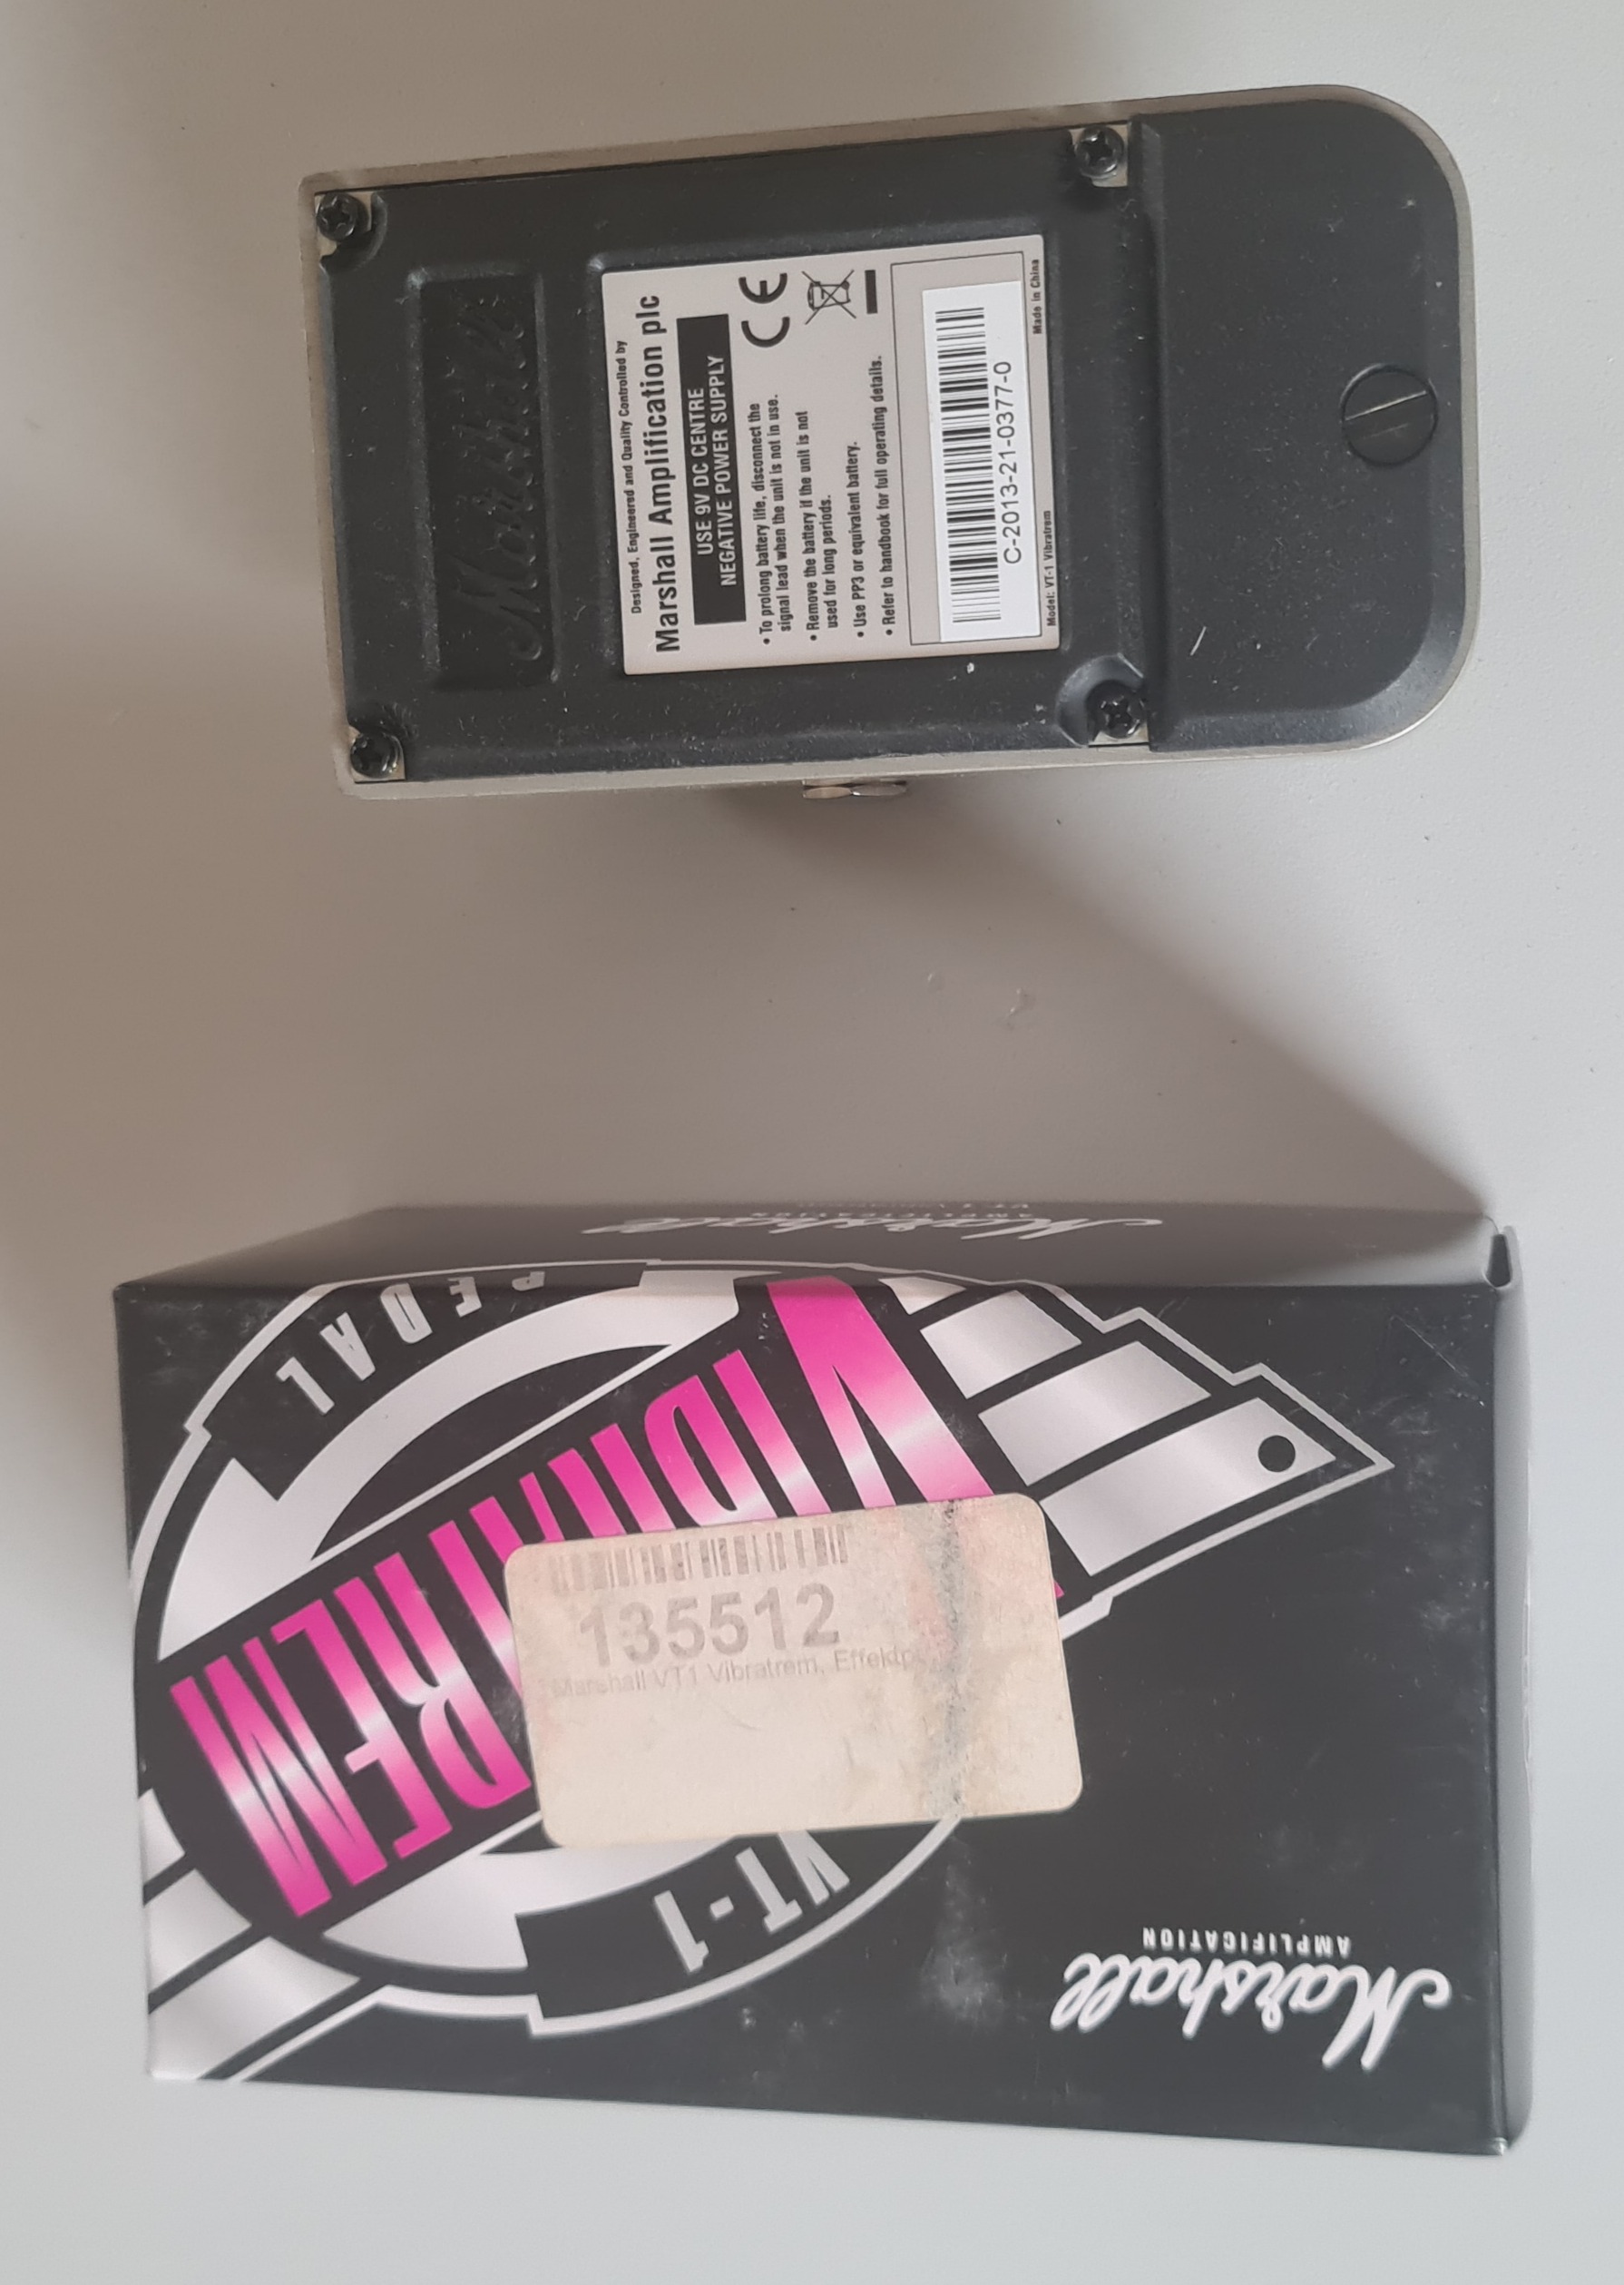 Marshall
Designed, Engineered and Quality Controlled by
Marshall Amplification plc
USE 9V DC CENTRE
NEGATIVE POWER SUPPLY
CE
• To prolong battery life, disconnect the
signal lead when the unit is not in use.
• Remove the battery if the unit is not
used for long periods.
• Use PP3 or equivalent battery.
• Refer to handbook for full operating details.
C-2013-21-0377-0
Model: VT-1 Vibratrem
Made in China
Marshall
AMPLIFICATION
VT-1
PEDAL
VIBRATREM
VT-1
135512
Marshall VT1 Vibratrem, Effektp
Marshall
AMPLIFICATION